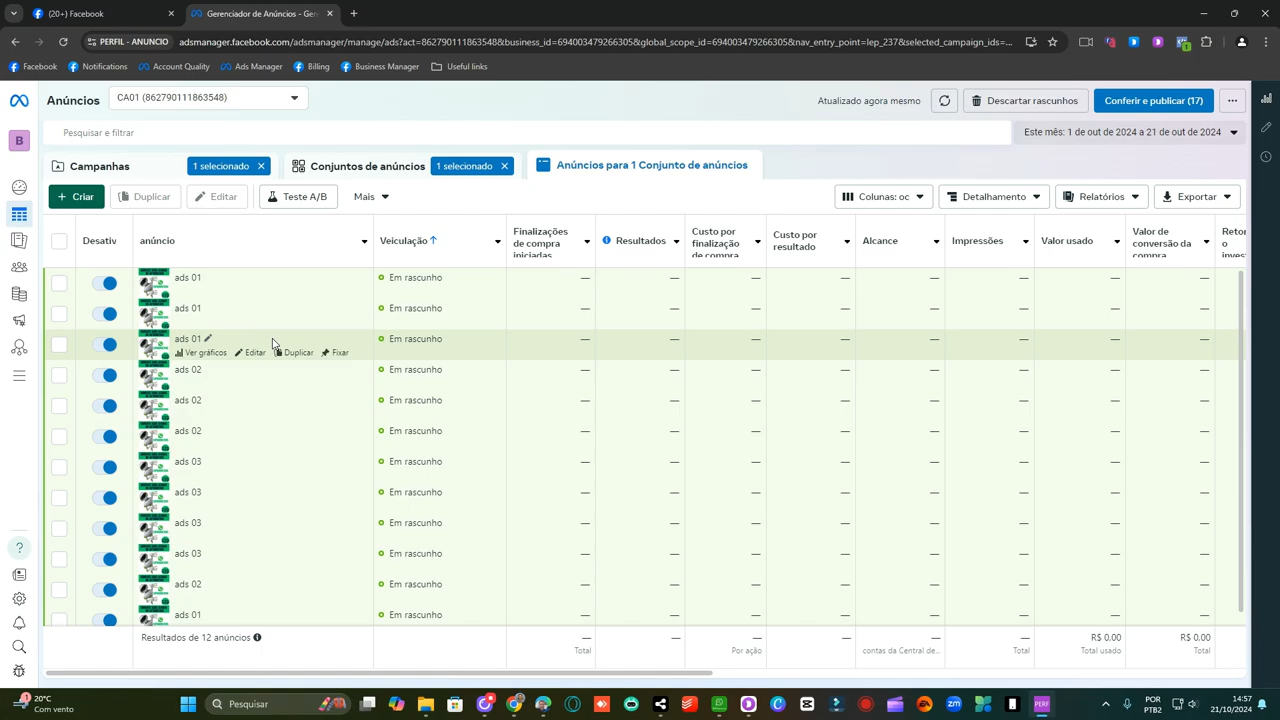 (20+) Facebook
Gerenciador de Anúncios - Ger
PERFIL - ANUNCIO
adsmanager.facebook.com/adsmanager/manage/ads?act=862790111863548&business_id=694003479266305&global_scope_id=694003479266305&nav_entry_point=lep_237&selected_campaign_ids=...
Facebook Notifications Account Quality Ads Manager Billing Business Manager Useful links
Anúncios CA01 (862790111863548) Atualizado agora mesmo Descartar rascunhos Conferir e publicar (17)
B
Pesquisar e filtrar Este mês: 1 de out de 2024 a 21 de out de 2024
Campanhas 1 selecionado Conjuntos de anúncios 1 selecionado Anúncios para 1 Conjunto de anúncios
+ Criar Duplicar Editar Teste A/B Mais Colunas: oc Detalhamento Relatórios Exportar
Desativ anúncio Veiculação Finalizações de compra iniciadas Resultados Custo por finalização de compra Custo por resultado Alcance Impressões Valor usado Valor de conversão da compra Retor o invest
ads 01 Em rascunho — — — — — — — —
ads 01 Em rascunho — — — — — — — —
ads 01 Em rascunho — — — — — — — —
Ver gráficos Editar Duplicar Fixar
ads 02 Em rascunho — — — — — — — —
ads 02 Em rascunho — — — — — — — —
ads 02 Em rascunho — — — — — — — —
ads 03 Em rascunho — — — — — — — —
ads 03 Em rascunho — — — — — — — —
ads 03 Em rascunho — — — — — — — —
ads 03 Em rascunho — — — — — — — —
ads 02 Em rascunho — — — — — — — —
ads 01 Em rascunho — — — — — — — —
Resultados de 12 anúncios — — — — — — R$ 0,00 R$ 0,00
Total Por ação contas da Central de... Total Total usado Total
20°C
Com vento
Pesquisar
PERF
POR
PTB2
14:57
21/10/2024